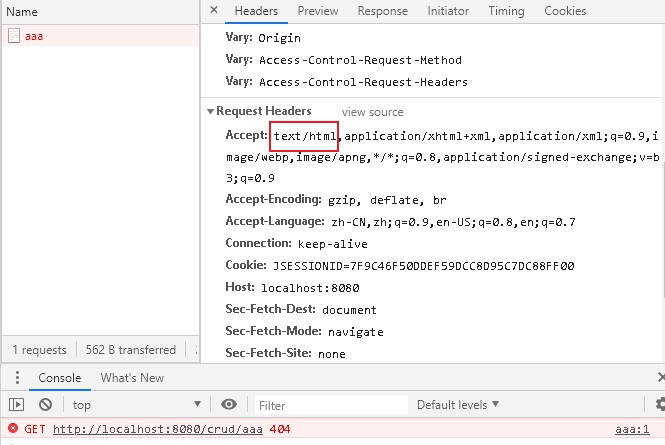 Name
aaa
1 requests
562 B transferred
Headers
Preview
Response
Initiator
Timing
Cookies
Vary: Origin
Vary: Access-Control-Request-Method
Vary: Access-Control-Request-Headers
Request Headers view source
Accept: text/html,application/xhtml+xml,application/xml;q=0.9,i
mage/webp,image/apng,*/*;q=0.8,application/signed-exchange;v=b
3;q=0.9
Accept-Encoding: gzip, deflate, br
Accept-Language: zh-CN,zh;q=0.9,en-US;q=0.8,en;q=0.7
Connection: keep-alive
Cookie: JSESSIONID=7F9C46F50DDEF59DCC8D95C7DC88FF00
Host: localhost:8080
Sec-Fetch-Dest: document
Sec-Fetch-Mode: navigate
Sec-Fetch-Site: none
Console
What's New
top
Filter
Default levels
GET http://localhost:8080/crud/aaa 404
aaa:1